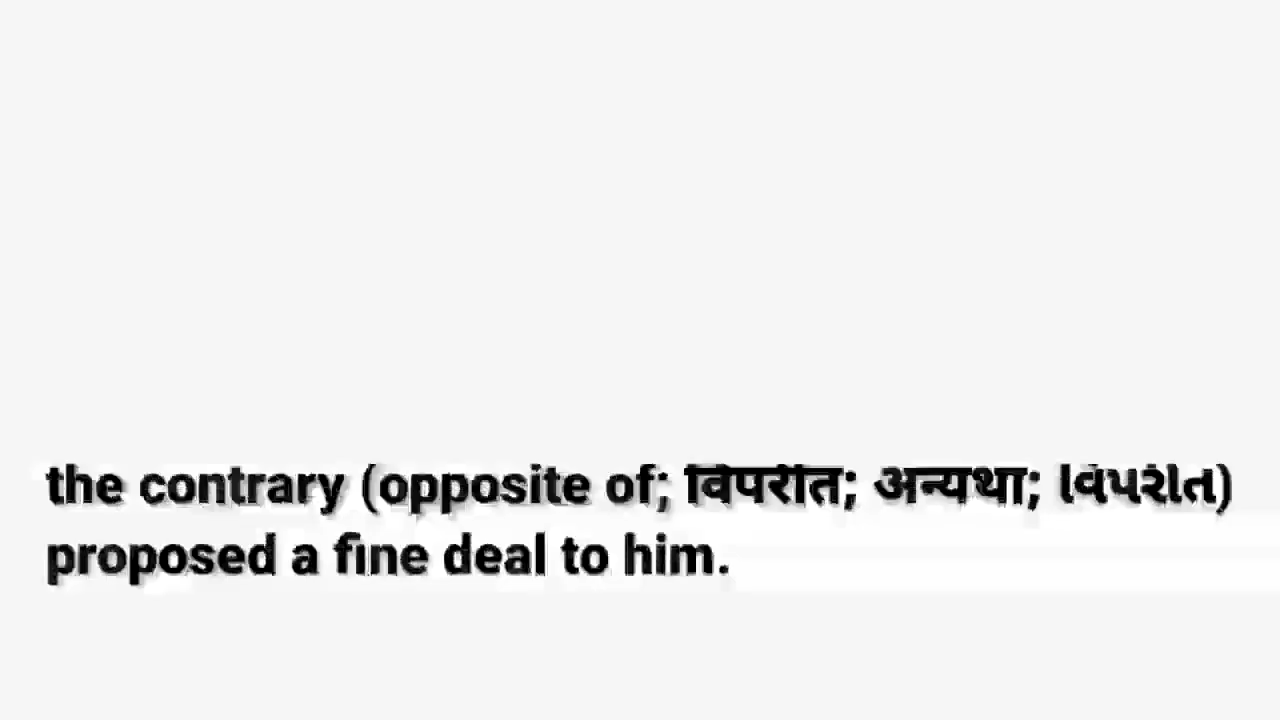 the contrary (opposite of; विपरीत; अन्यथा; વિપરીત)
proposed a fine deal to him.